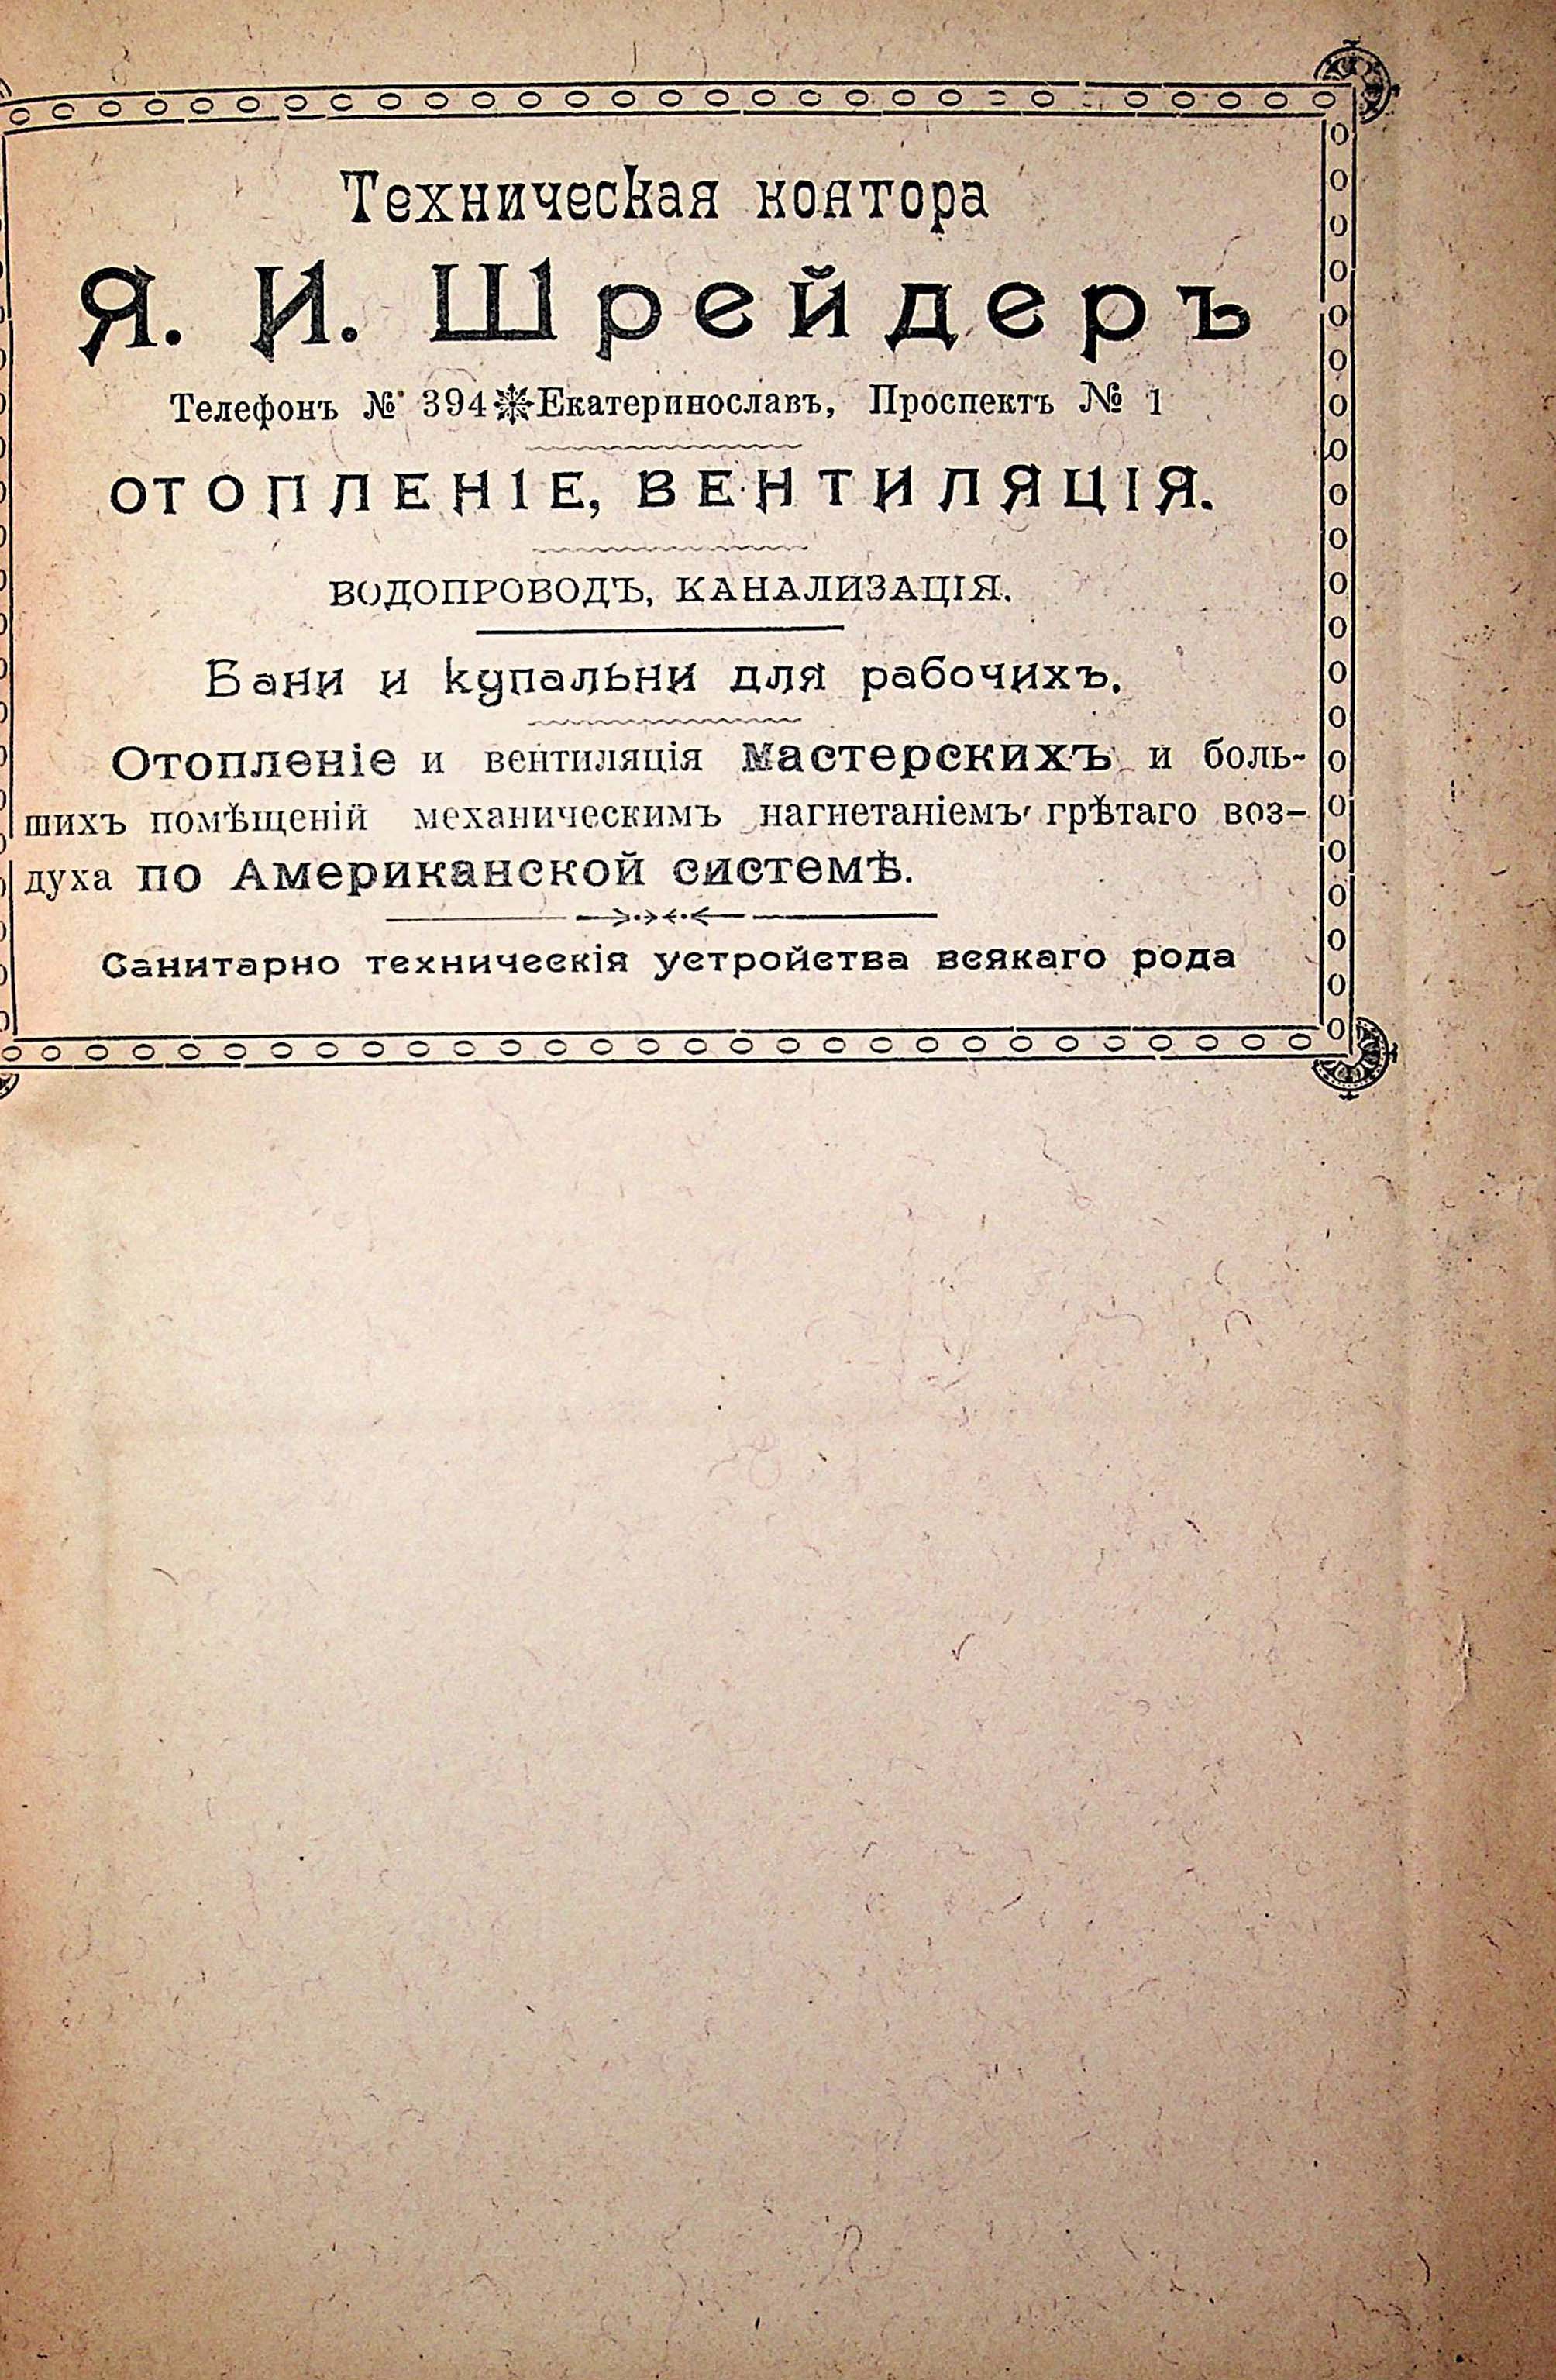 Техническая контора
Я. И. Шрейдеръ
Телефонъ № 394 Екатеринославъ, Проспектъ № 1
ОТОПЛЕНІЕ, ВЕНТИЛЯЦІЯ.
ВОДОПРОВОДЪ, КАНАЛИЗАЦІЯ.
Бани и купальни для рабочихъ.
Отопленіе и вентиляція мастерскихъ и боль-
шихъ помѣщеній механическимъ нагнетаніемъ грѣтаго воз-
духа по Американской системѣ.
Санитарно техническія устройства всякаго рода